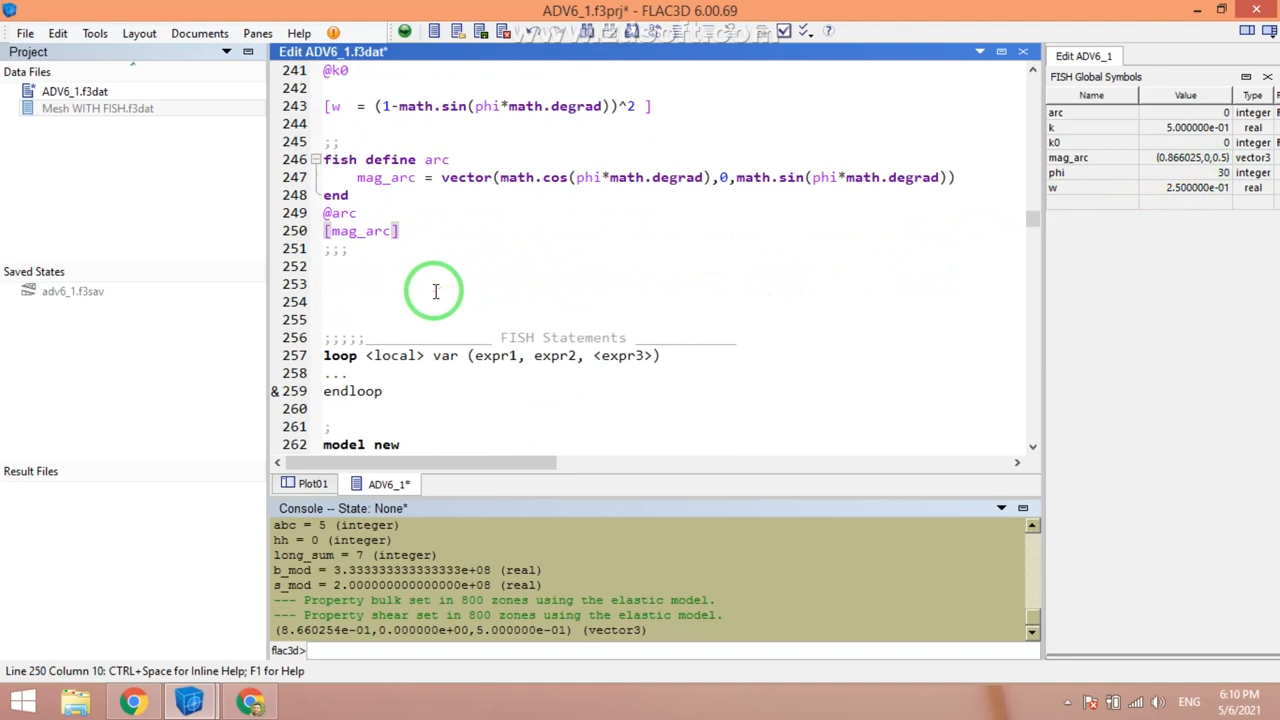 ADV6_1.f3prj* - FLAC3D 6.00.69
File Edit Tools Layout Documents Panes Help
Project
Data Files
ADV6_1.f3dat
Mesh WITH FISH.f3dat
Saved States
adv6_1.f3sav
Result Files
Edit ADV6_1.f3dat*
241 @k0
242
243 [w = (1-math.sin(phi*math.degrad))^2 ]
244
245 ;;
246 fish define arc
247 mag_arc = vector(math.cos(phi*math.degrad),0,math.sin(phi*math.degrad))
248 end
249 @arc
250 [mag_arc]
251 ;;;
252
253
254
255
256 ;;;;;_______________ FISH Statements ____________
257 loop <local> var (expr1, expr2, <expr3>)
258 ...
&259 endloop
260
261 ;
262 model new
Plot01 ADV6_1*
Console -- State: None*
abc = 5 (integer)
hh = 0 (integer)
long_sum = 7 (integer)
b_mod = 3.333333333333333e+08 (real)
s_mod = 2.000000000000000e+08 (real)
--- Property bulk set in 800 zones using the elastic model.
--- Property shear set in 800 zones using the elastic model.
(8.660254e-01,0.000000e+00,5.000000e-01) (vector3)
flac3d>
Edit ADV6_1
FISH Global Symbols
Name Value Type
arc 0 integer
k 5.000000e-01 real
k0 0 integer
mag_arc (0.866025,0,0.5) vector3
phi 30 integer
w 2.500000e-01 real
Line 250 Column 10: CTRL+Space for Inline Help; F1 for Help
ENG
6:10 PM
5/6/2021